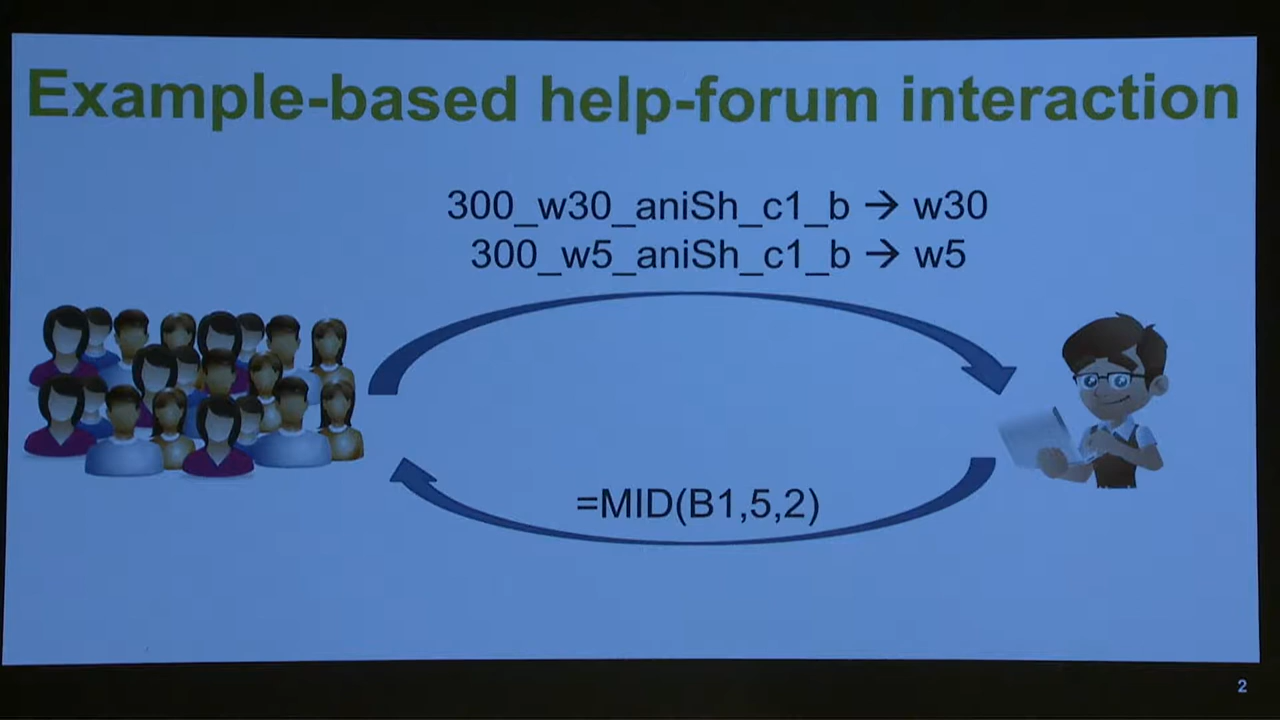 Example-based help-forum interaction
300_w30_aniSh_c1_b → w30
300_w5_aniSh_c1_b → w5
=MID(B1,5,2)
2